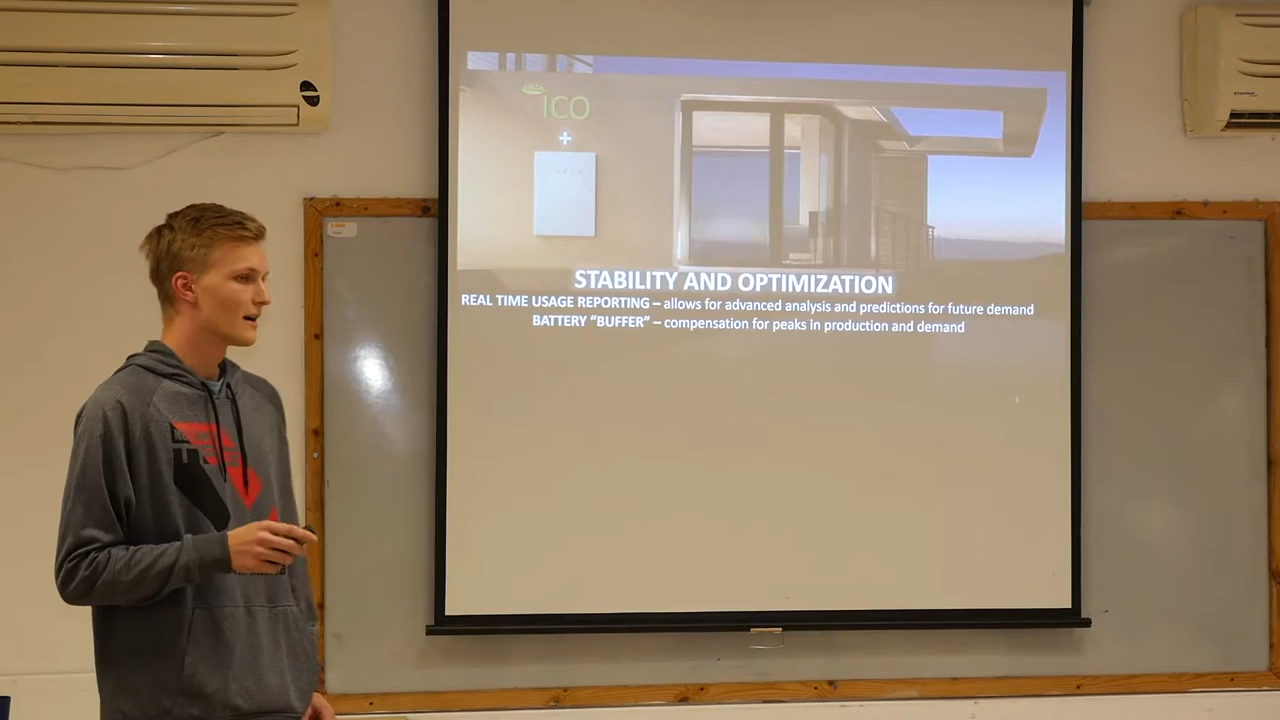 ICO
+
STABILITY AND OPTIMIZATION
REAL TIME USAGE REPORTING – allows for advanced analysis and predictions for future demand
BATTERY “BUFFER” – compensation for peaks in production and demand